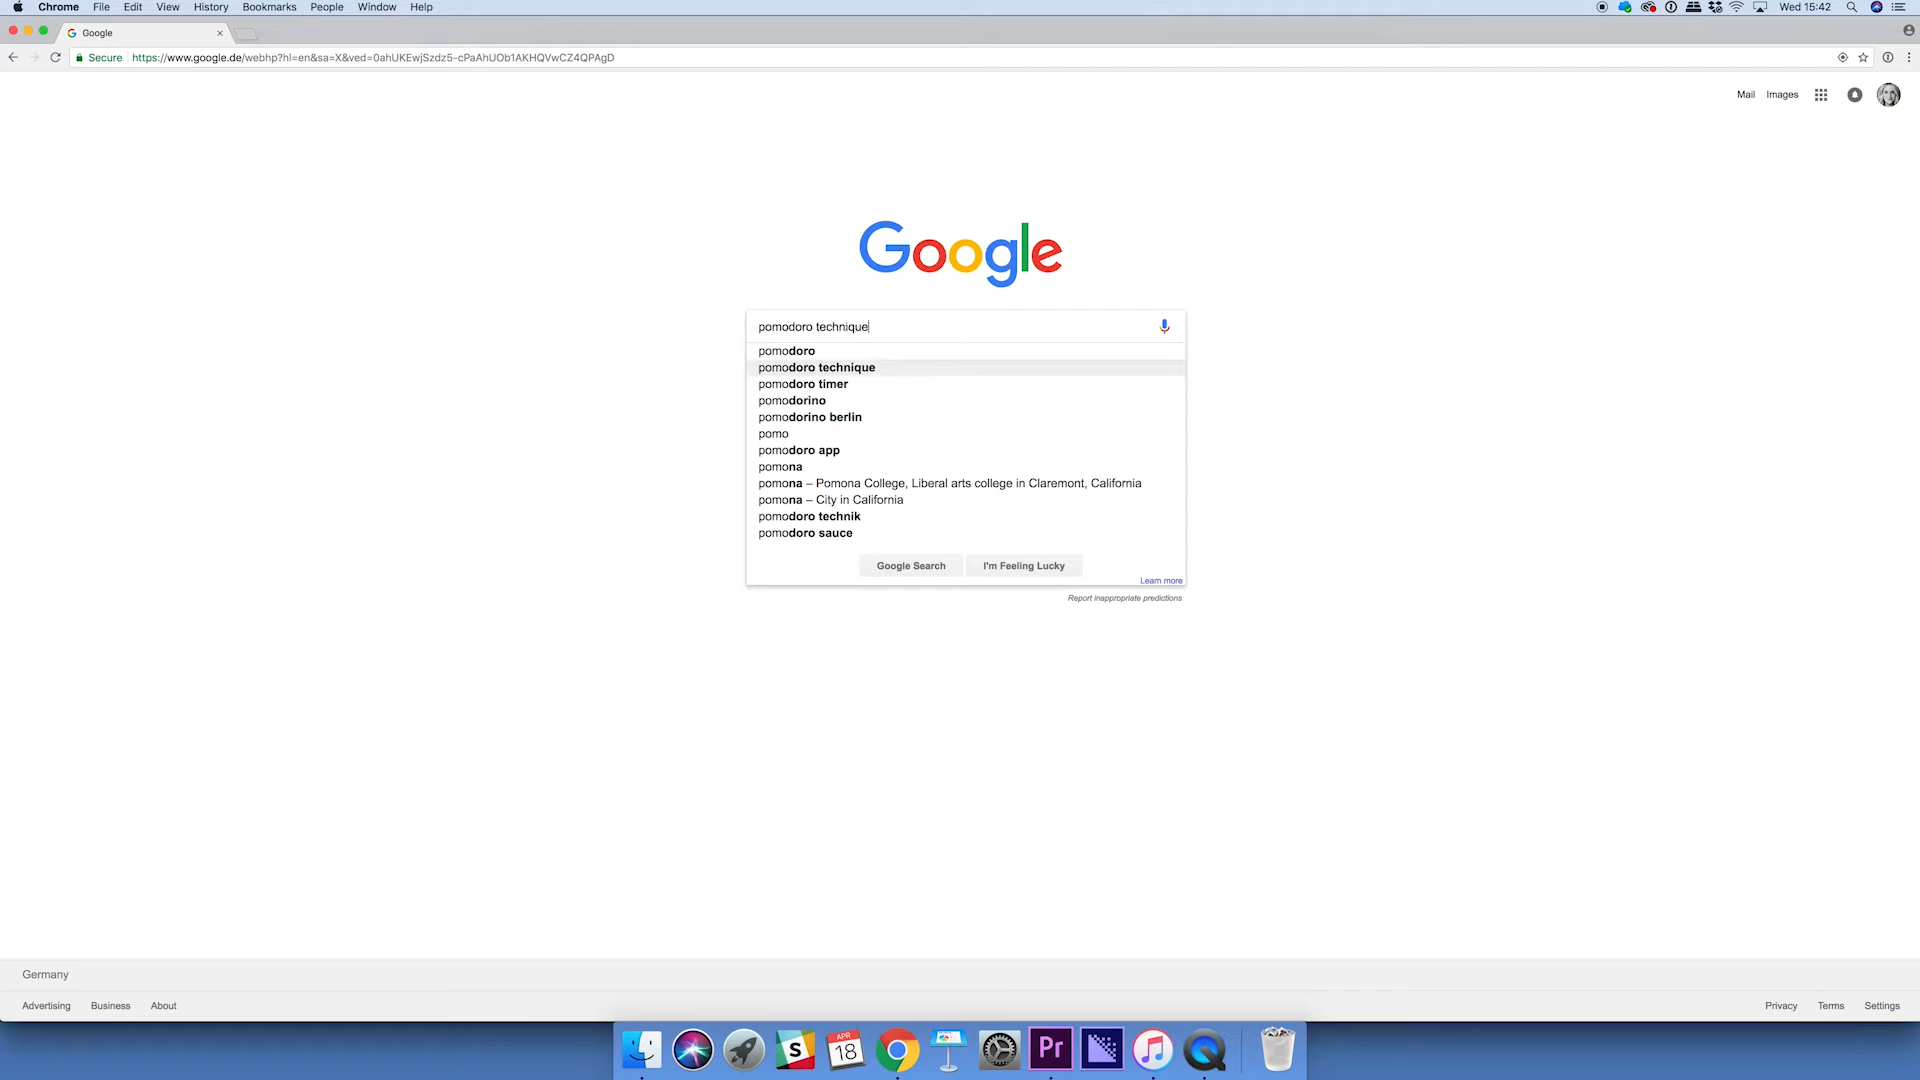 Chrome File Edit View History Bookmarks People Window Help Wed 15:42
Google
Secure https://www.google.de/webhp?hl=en&sa=X&ved=0ahUKEwjSzdz5-cPaAhUOb1AKHQVwCZ4QPAgD
Mail Images
Google
pomodoro technique
pomodoro
pomodoro technique
pomodoro timer
pomodorino
pomodorino berlin
pomo
pomodoro app
pomona
pomona – Pomona College, Liberal arts college in Claremont, California
pomona – City in California
pomodoro technik
pomodoro sauce
Google Search I'm Feeling Lucky
Learn more
Report inappropriate predictions
Germany
Advertising Business About Privacy Terms Settings
APR
18
S
Pr